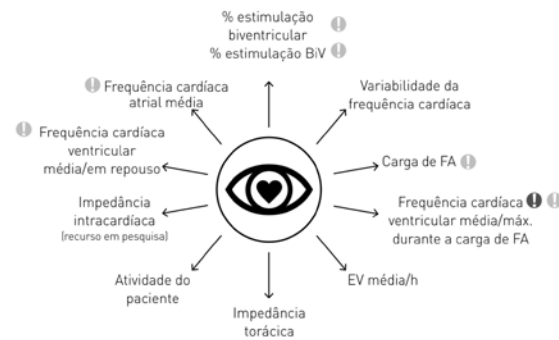 % estimulação
biventricular
% estimulação BiV
Frequência cardíaca
atrial média
Variabilidade da
frequência cardíaca
Frequência cardíaca
ventricular
média/em repouso
Carga de FA
Impedância
intracardíaca
(recurso em pesquisa)
Frequência cardíaca
ventricular média/máx.
durante a carga de FA
Atividade do
paciente
EV média/h
Impedância
torácica